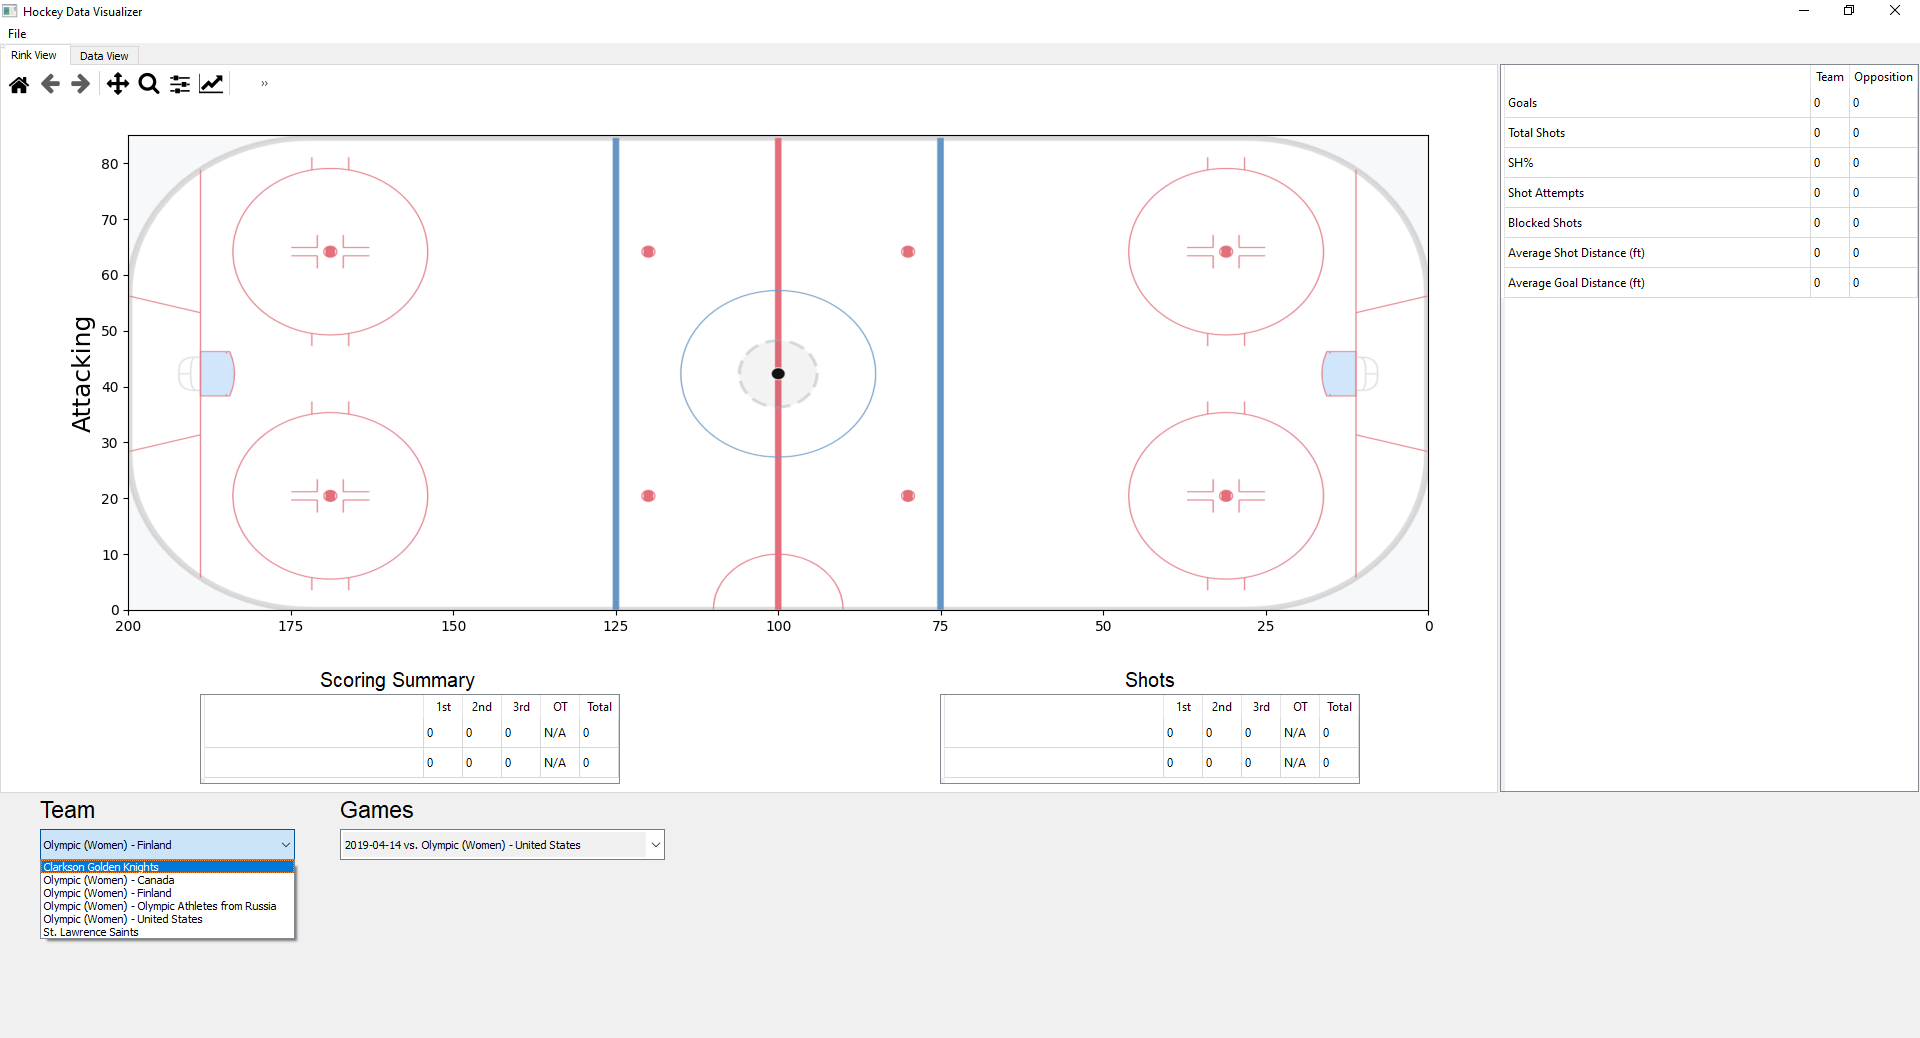 Hockey Data Visualizer
File
Rink View Data View
»
Team Opposition
Goals 0 0
Total Shots 0 0
SH% 0 0
Shot Attempts 0 0
Blocked Shots 0 0
Average Shot Distance (ft) 0 0
Average Goal Distance (ft) 0 0
Attacking
80
70
60
50
40
30
20
10
0
200 175 150 125 100 75 50 25 0
Scoring Summary
1st 2nd 3rd OT Total
0 0 0 N/A 0
0 0 0 N/A 0
Shots
1st 2nd 3rd OT Total
0 0 0 N/A 0
0 0 0 N/A 0
Team
Olympic (Women) - Finland
Clarkson Golden Knights
Olympic (Women) - Canada
Olympic (Women) - Finland
Olympic (Women) - Olympic Athletes from Russia
Olympic (Women) - United States
St. Lawrence Saints
Games
2019-04-14 vs. Olympic (Women) - United States